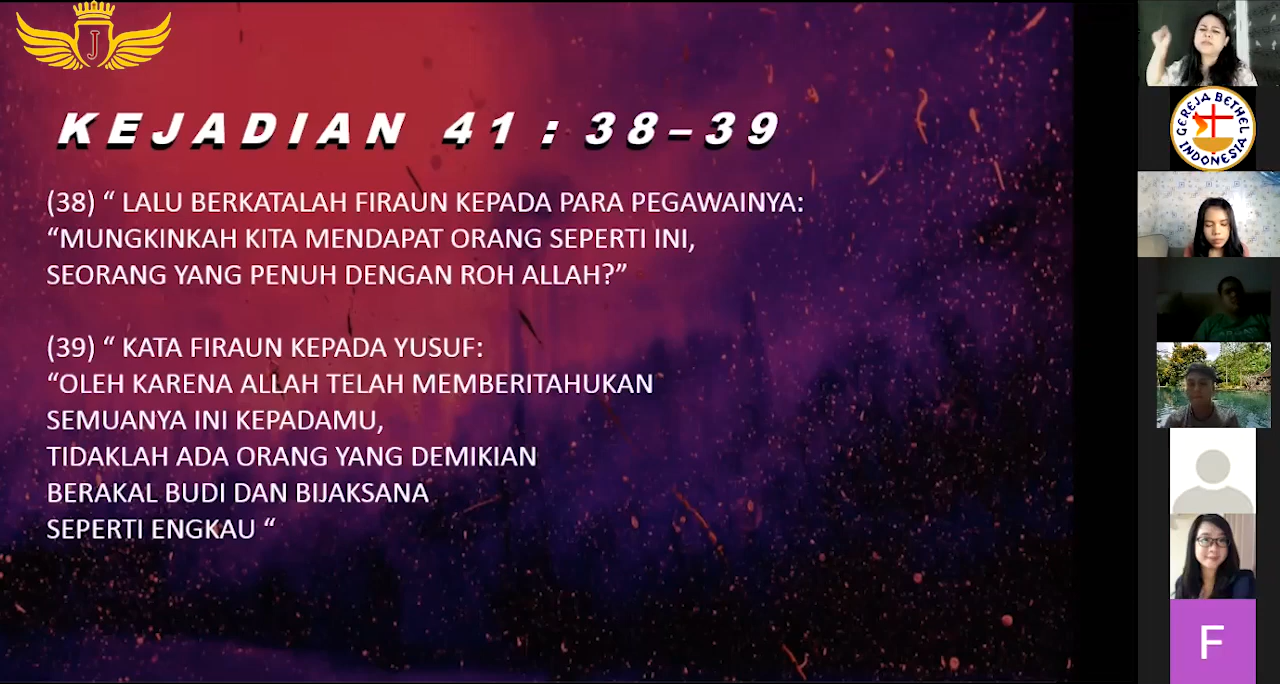 J
KEJADIAN 41 : 38–39
(38) “ LALU BERKATALAH FIRAUN KEPADA PARA PEGAWAINYA:
“MUNGKINKAH KITA MENDAPAT ORANG SEPERTI INI,
SEORANG YANG PENUH DENGAN ROH ALLAH?”
(39) “ KATA FIRAUN KEPADA YUSUF:
“OLEH KARENA ALLAH TELAH MEMBERITAHUKAN
SEMUANYA INI KEPADAMU,
TIDAKLAH ADA ORANG YANG DEMIKIAN
BERAKAL BUDI DAN BIJAKSANA
SEPERTI ENGKAU “
GEREJA BETHEL
INDONESIA
F